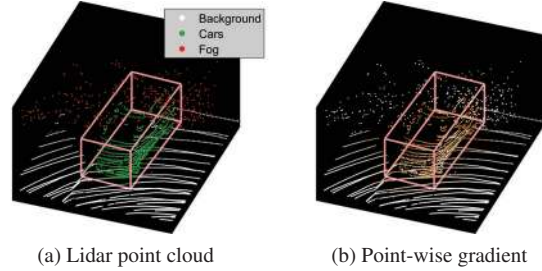 Background
Cars
Fog
(a) Lidar point cloud
(b) Point-wise gradient